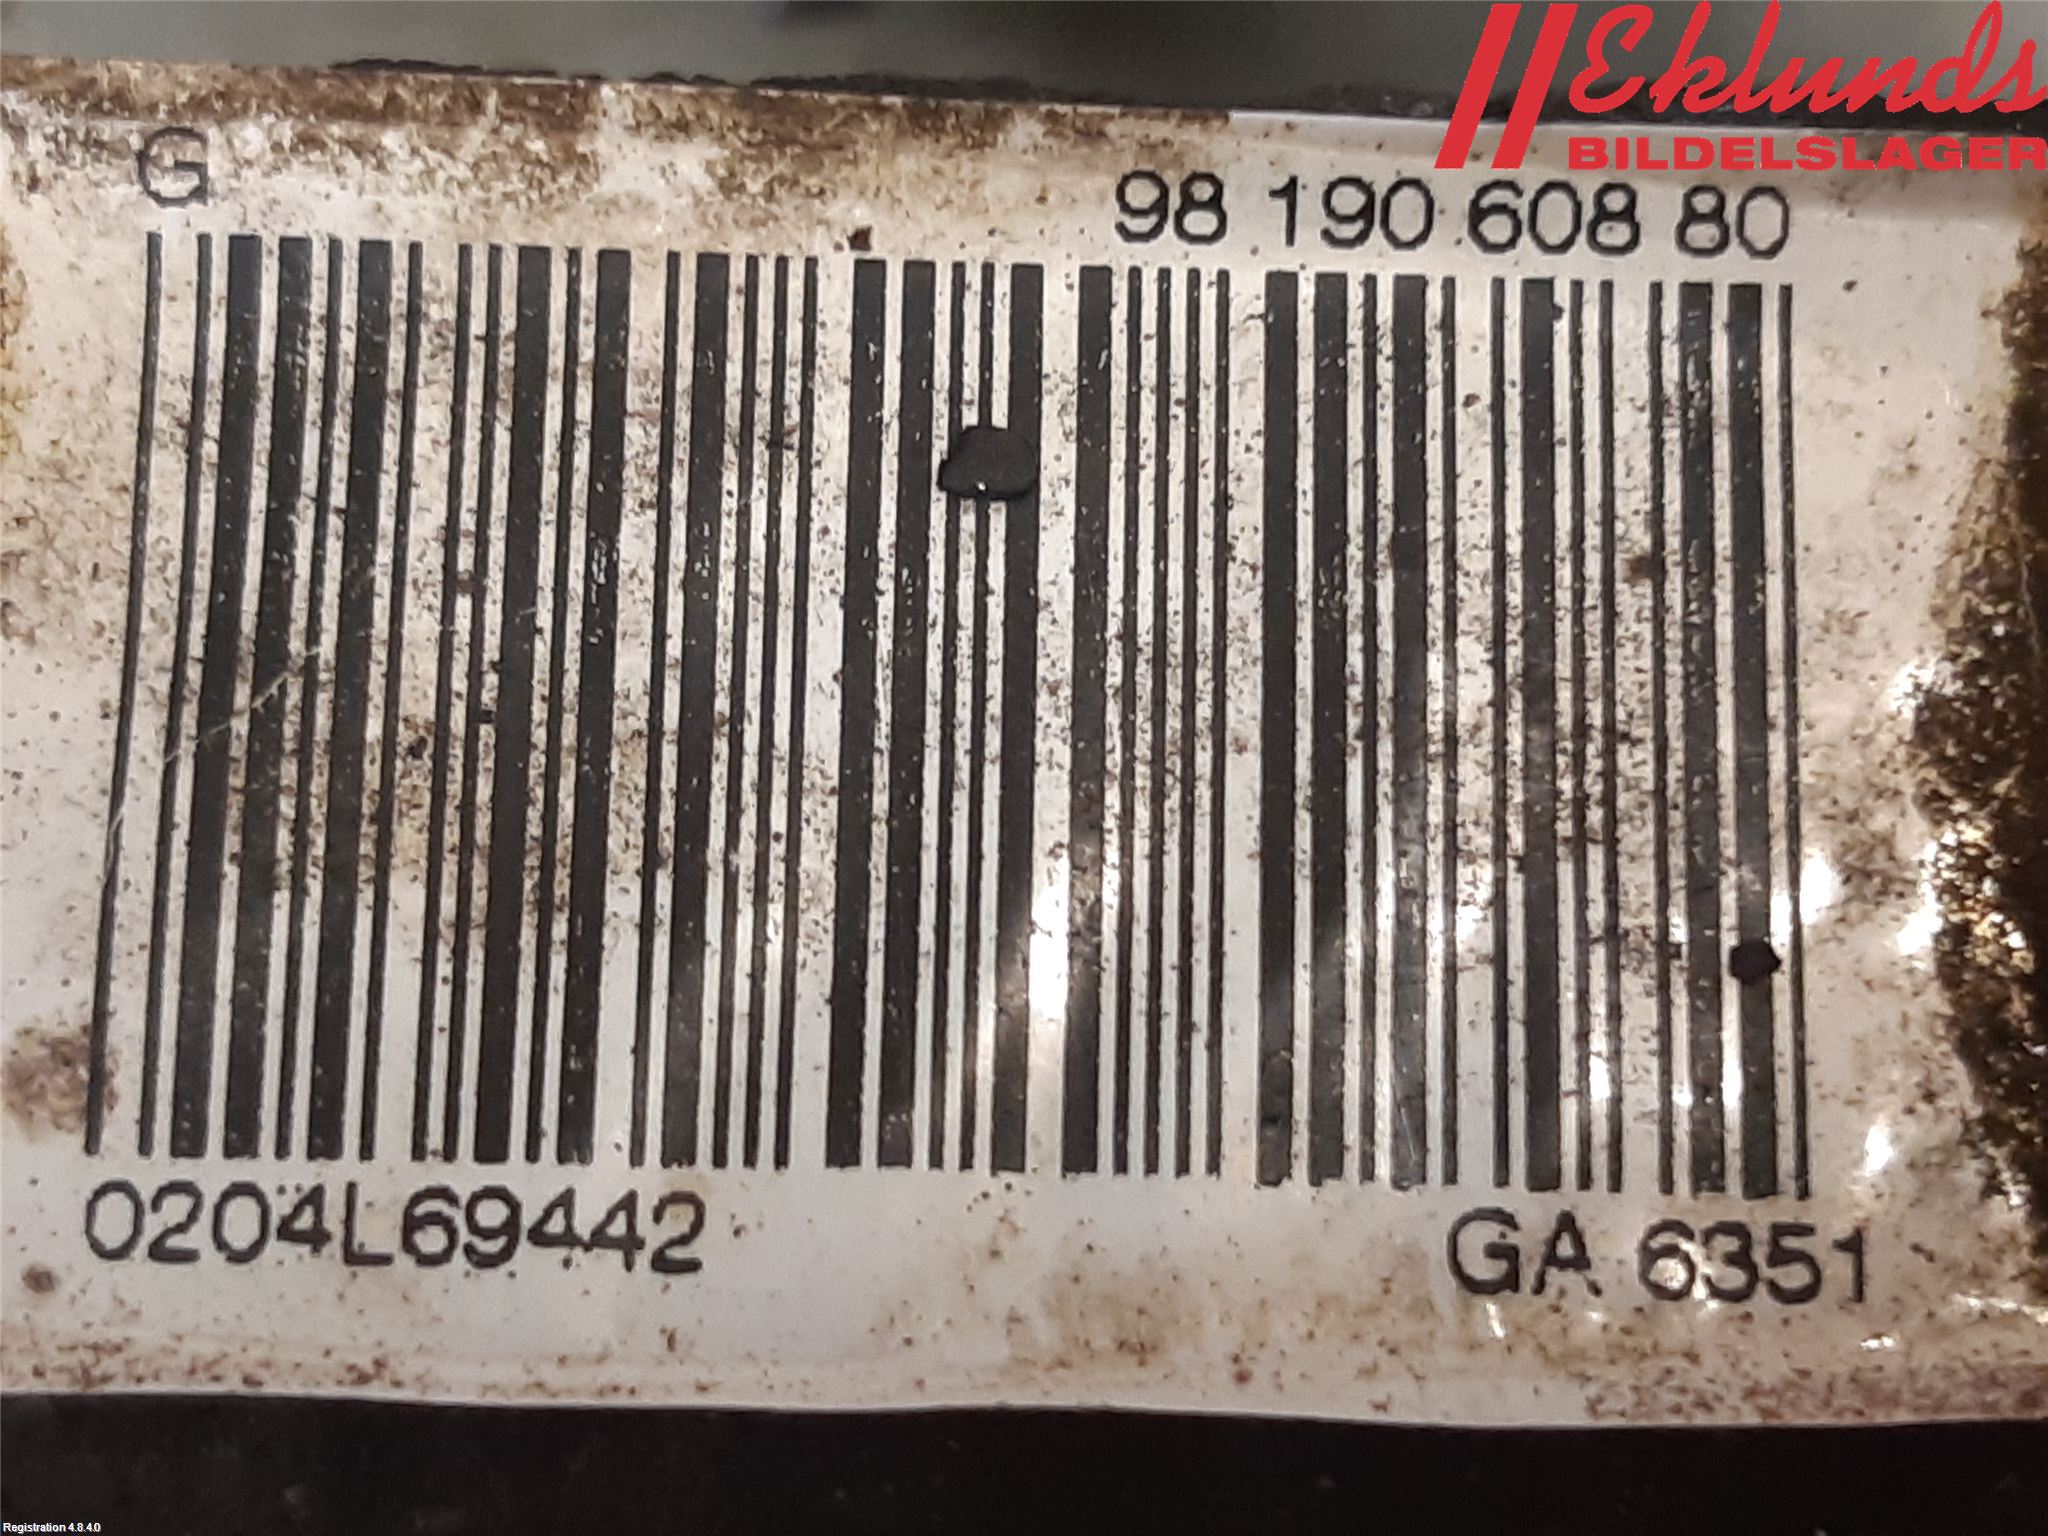 Eklunds
BILDELSLAGER
G
98 190 608 80
0204L69442
GA 6351
Registration 4.8.4.0